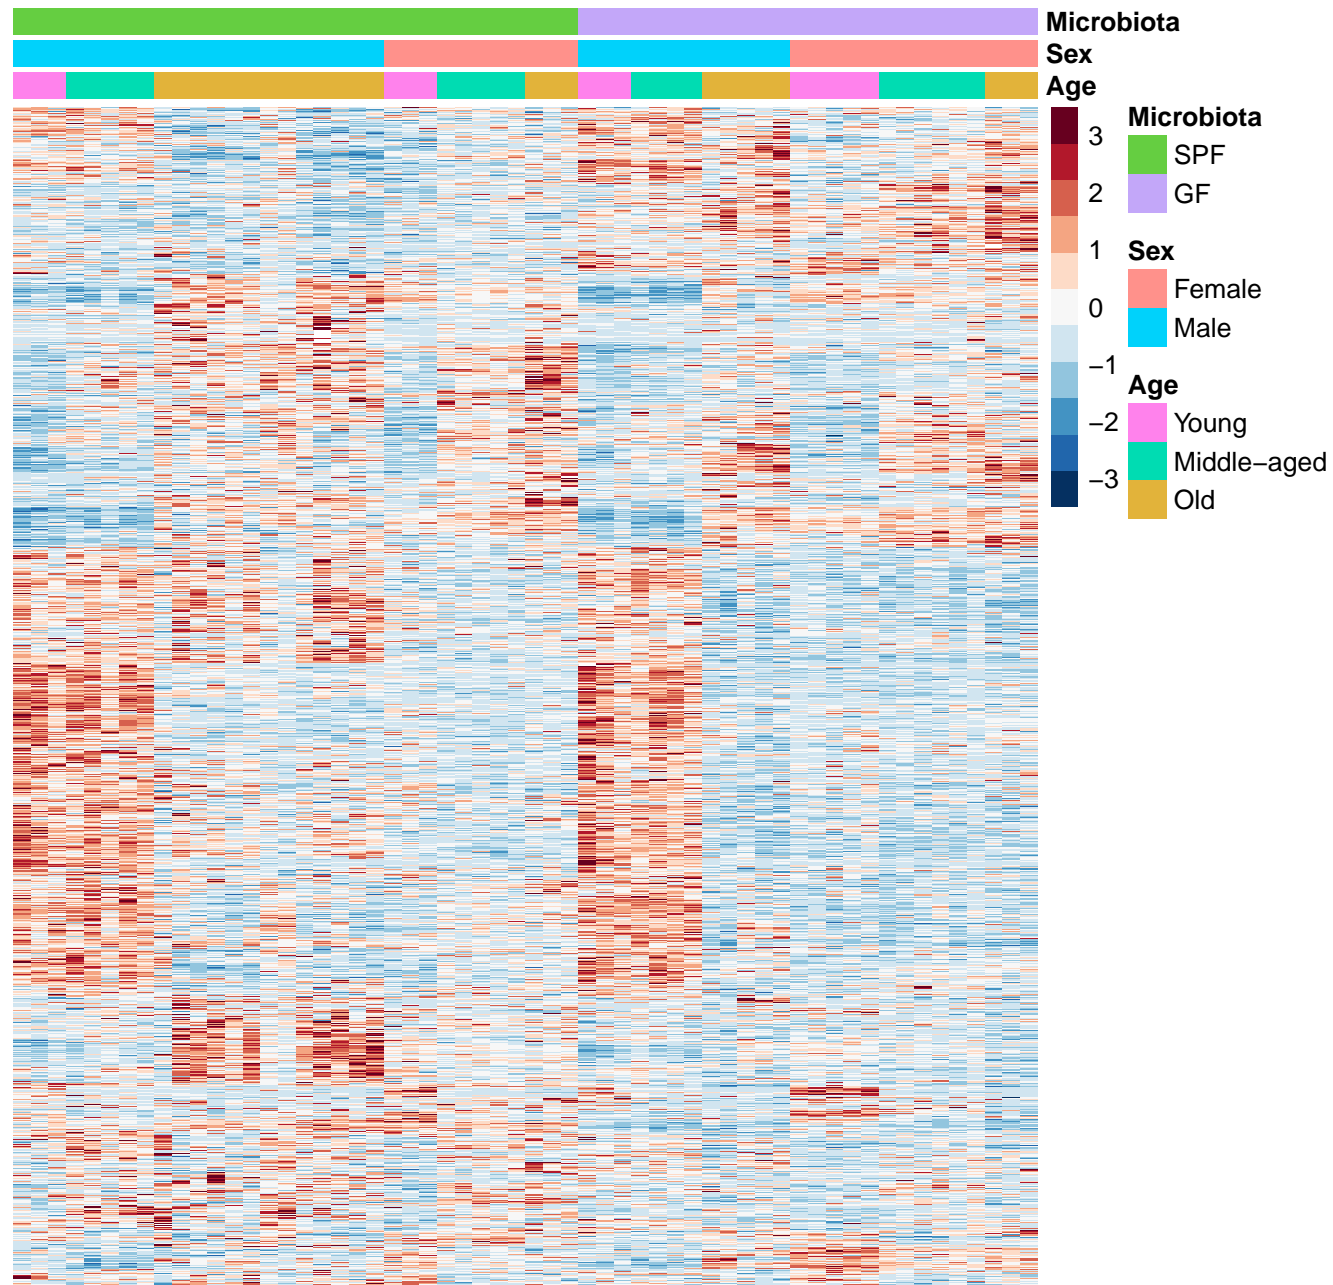 Microbiota
Sex
Age
3
2
1
0
−1
−2
−3
Microbiota
SPF
GF
Sex
Female
Male
Age
Young
Middle−aged
Old